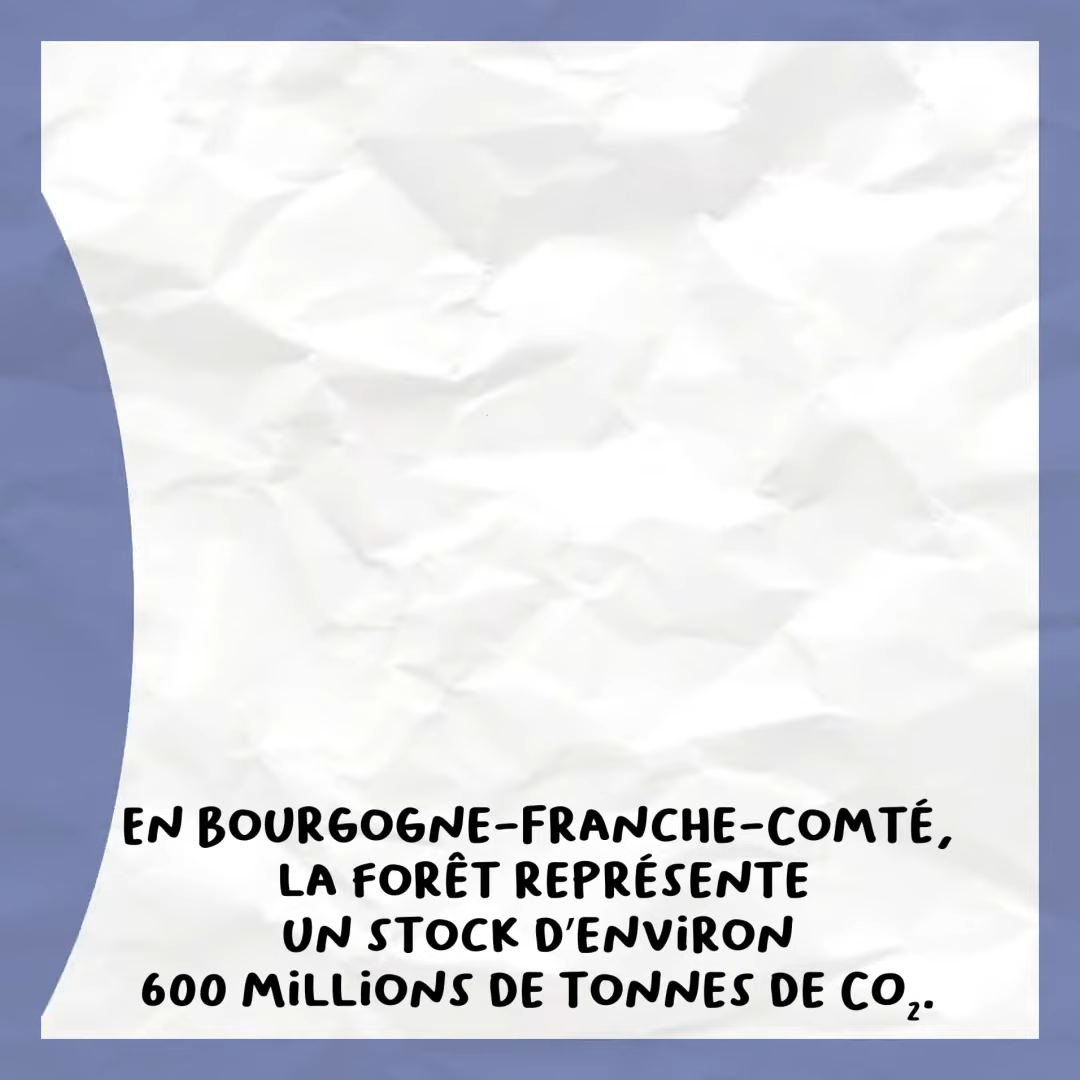 EN BOURGOGNE-FRANCHE-COMTÉ,
LA FORÊT REPRÉSENTE
UN STOCK D'ENVIRON
600 MILLIONS DE TONNES DE CO₂.